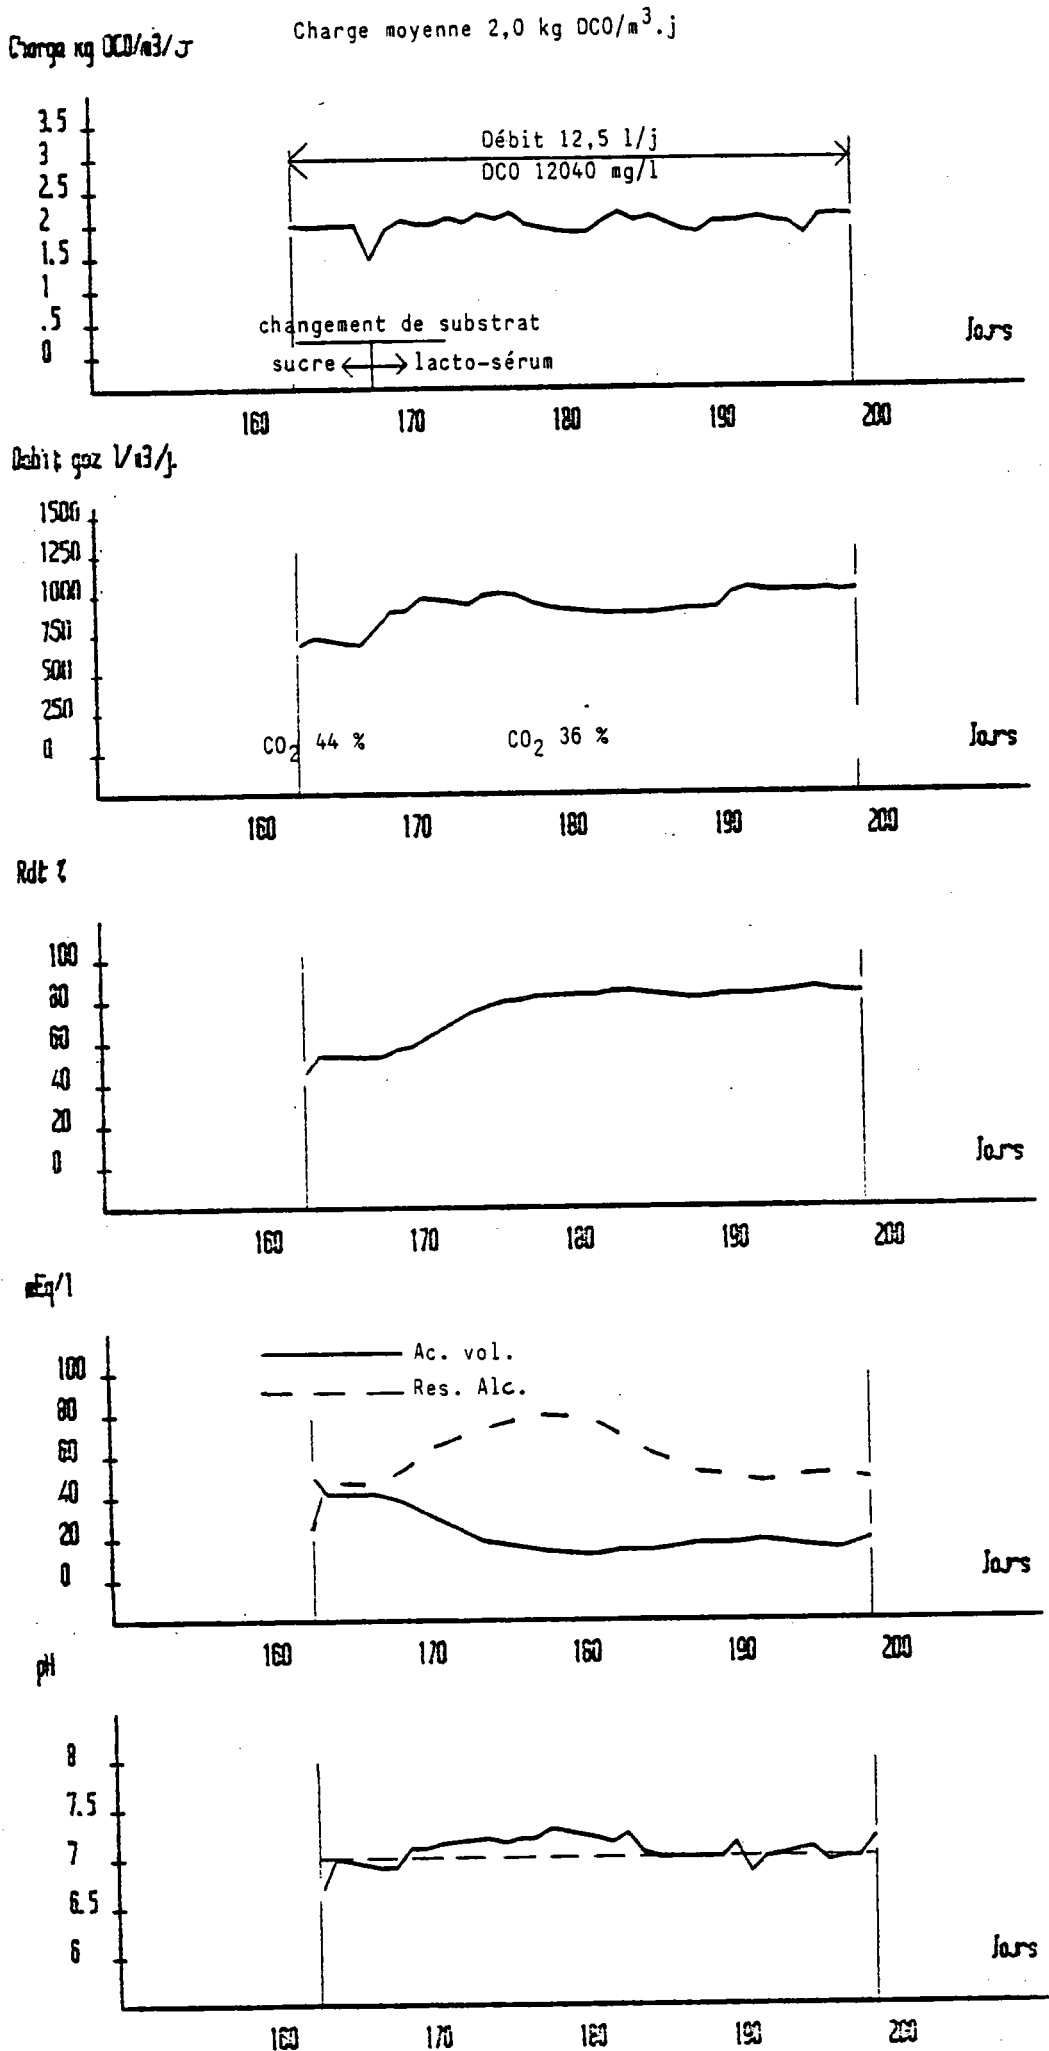 Charge moyenne 2,0 kg DCO/m³.j
Charge kg DCO/m3/J
3.5
3
2.5
2
1.5
1
.5
0
Débit 12,5 l/j
DCO 12040 mg/l
changement de substrat
sucre lacto-sérum
Jours
160 170 180 190 200
Debit gaz l/m3/j
1500
1250
1000
750
500
250
0
CO₂ 44 % CO₂ 36 %
Jours
160 170 180 190 200
Rdt %
100
80
60
40
20
0
Jours
160 170 180 190 200
mEq/l
100
80
60
40
20
0
Ac. vol.
Res. Alc.
Jours
160 170 180 190 200
pH
8
7.5
7
6.5
6
Jours
160 170 180 190 200